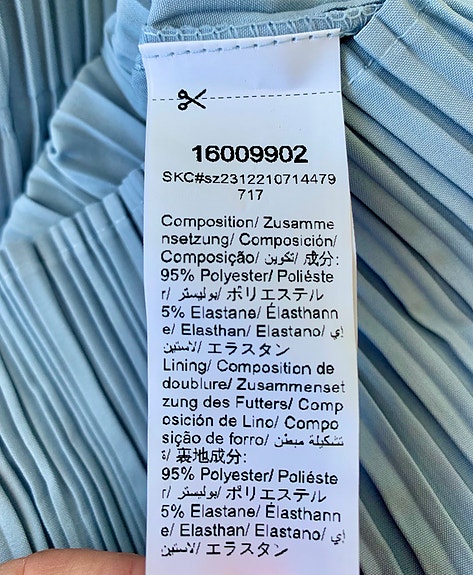 16009902
SKC#sz2312210714479
717
Composition/ Zusamme
nsetzung/ Composición/
Composição/ تكوين/ 成分:
95% Polyester/ Poliéste
r/ بوليستر/ ポリエステル
5% Elastane/ Élasthann
e/ Elasthan/ Elastano/ إي
لاستين/ エラスタン
Lining/ Composition de
doublure/ Zusammenset
zung des Futters/ Comp
osición de Lino/ Compo
sição de forro/ تشكيلة مبطن
ة/ 裏地成分:
95% Polyester/ Poliéste
r/ بوليستر/ ポリエステル
5% Elastane/ Élasthann
e/ Elasthan/ Elastano/ إي
لاستين/ エラスタン